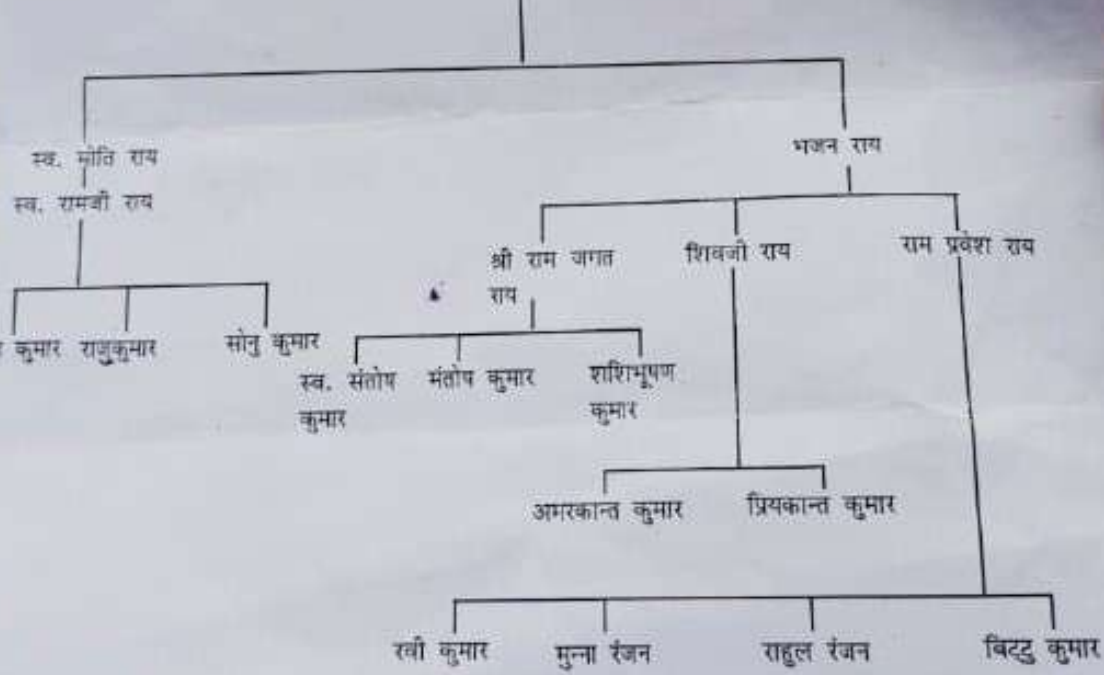 स्व. मोति राय
भजन राय
स्व. रामजी राय
श्री राम जगत
राय
शिवजी राय
राम प्रवेश राय
कुमार राजुकुमार सोनु कुमार
स्व. संतोष
कुमार
मंतोष कुमार
शशिभूषण
कुमार
अमरकान्त कुमार प्रियकान्त कुमार
रवी कुमार मुन्ना रंजन राहुल रंजन बिट्टु कुमार